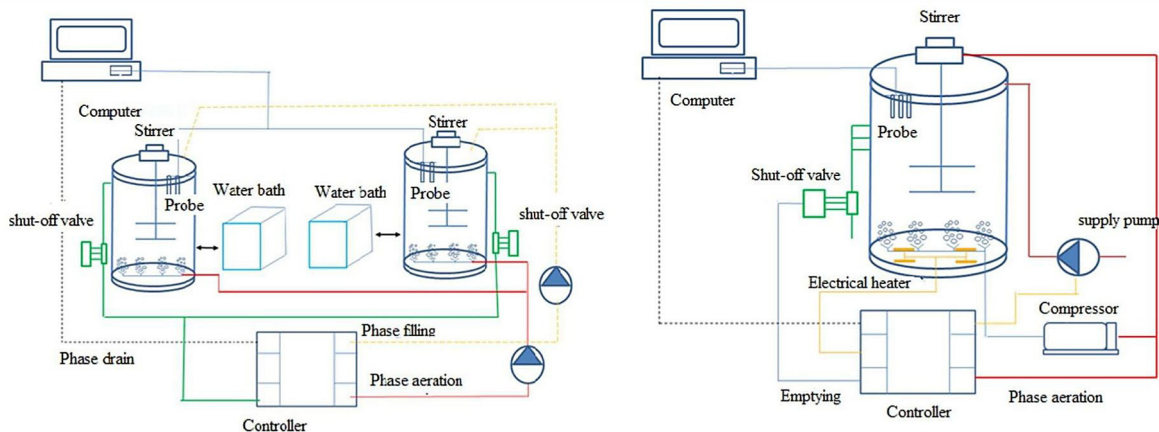 Computer
Stirrer
Stirrer
Probe
Water bath
Water bath
Probe
shut-off valve
shut-off valve
Phase filling
Phase drain
Phase aeration
Controller
Stirrer
Computer
Probe
Shut-off valve
supply pump
Electrical heater
Compressor
Emptying
Phase aeration
Controller